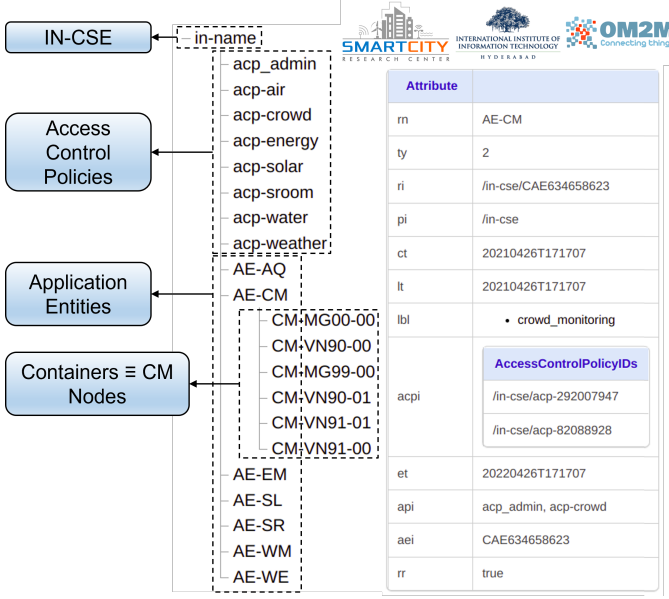 IN-CSE
in-name
SMARTCITY
RESEARCH CENTER
INTERNATIONAL INSTITUTE OF
INFORMATION TECHNOLOGY
HYDERABAD
OM2M
Connecting thing
acp_admin
acp-air
acp-crowd
acp-energy
acp-solar
acp-sroom
acp-water
acp-weather
Access
Control
Policies
AE-AQ
AE-CM
Application
Entities
CM-MG00-00
CM-VN90-00
CM-MG99-00
CM-VN90-01
CM-VN91-01
CM-VN91-00
Containers ≡ CM
Nodes
AE-EM
AE-SL
AE-SR
AE-WM
AE-WE
Attribute
rn AE-CM
ty 2
ri /in-cse/CAE634658623
pi /in-cse
ct 20210426T171707
lt 20210426T171707
lbl • crowd_monitoring
acpi
AccessControlPolicyIDs
/in-cse/acp-292007947
/in-cse/acp-82088928
et 20220426T171707
api acp_admin, acp-crowd
aei CAE634658623
rr true